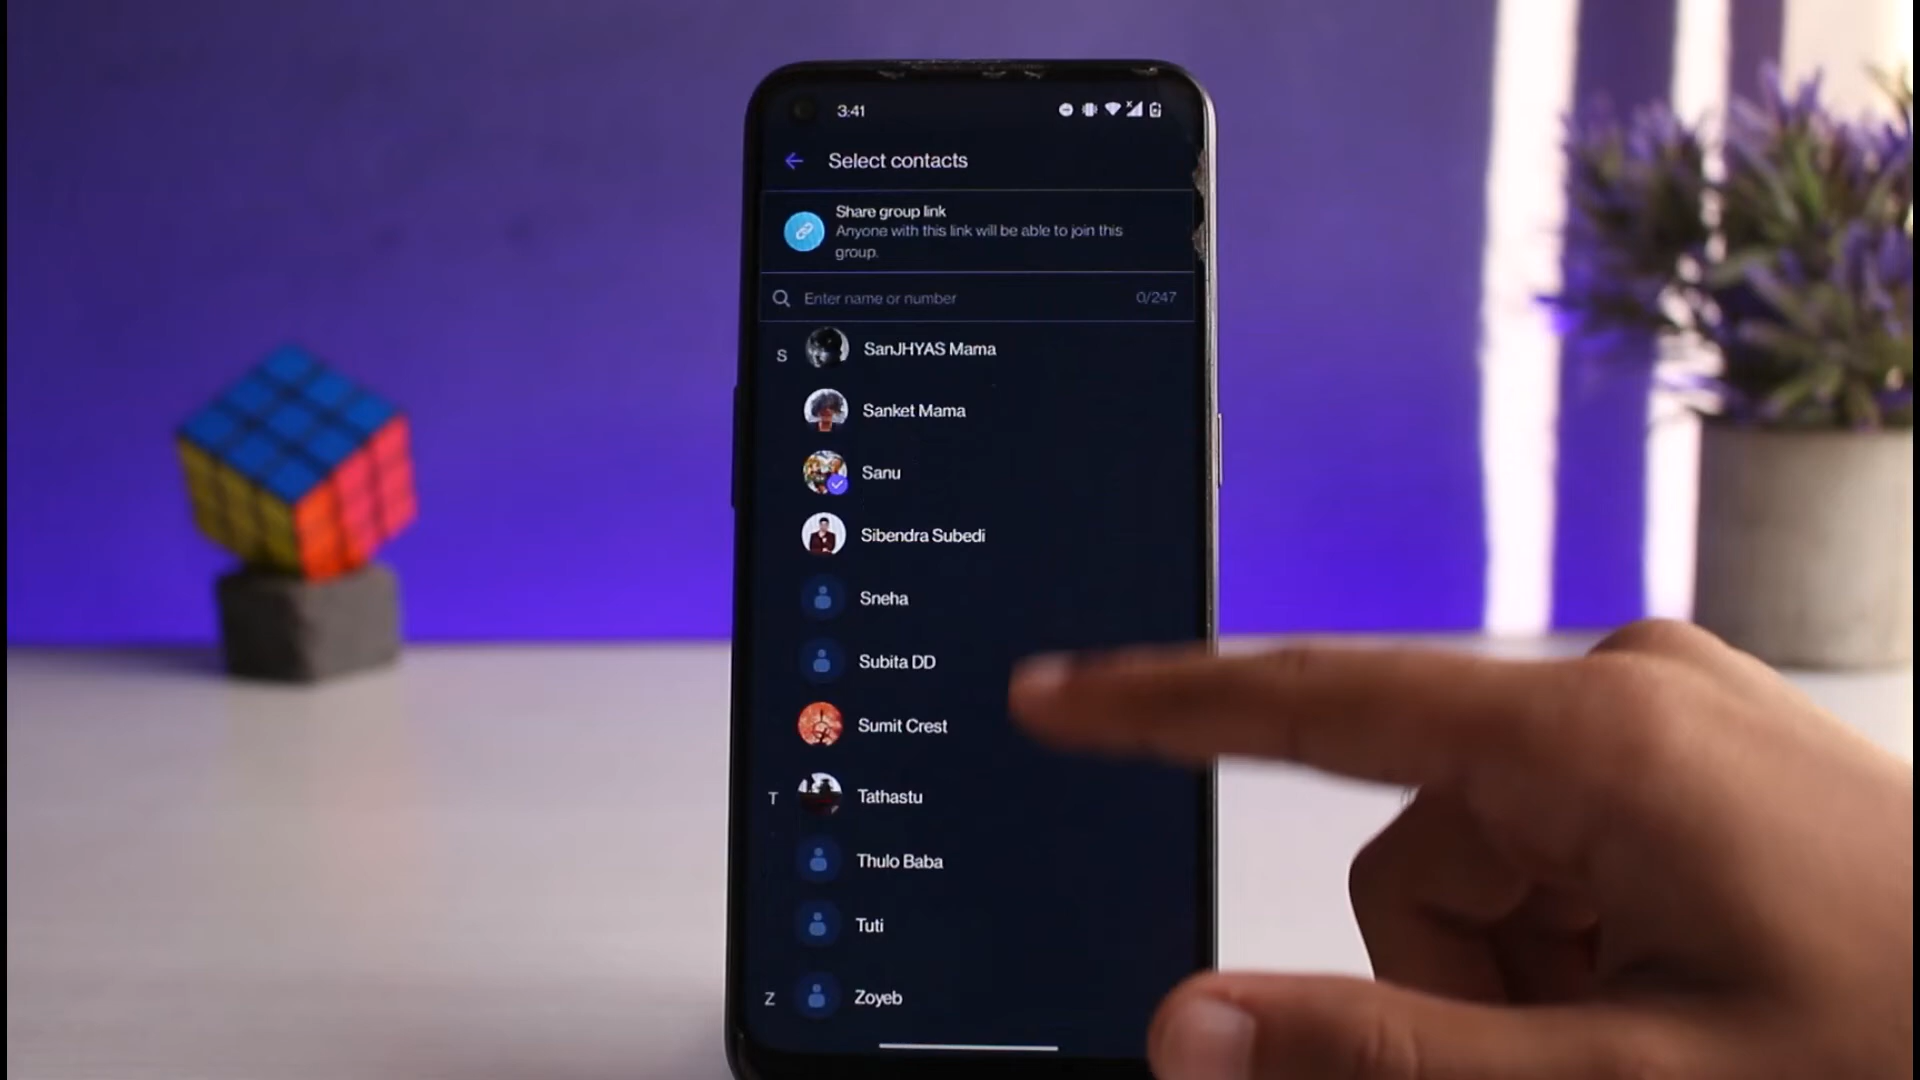 3:41
Select contacts
Share group link
Anyone with this link will be able to join this
group.
Enter name or number 0/247
S SanJHYAS Mama
Sanket Mama
Sanu
Sibendra Subedi
Sneha
Subita DD
Sumit Crest
T Tathastu
Thulo Baba
Tuti
Z Zoyeb